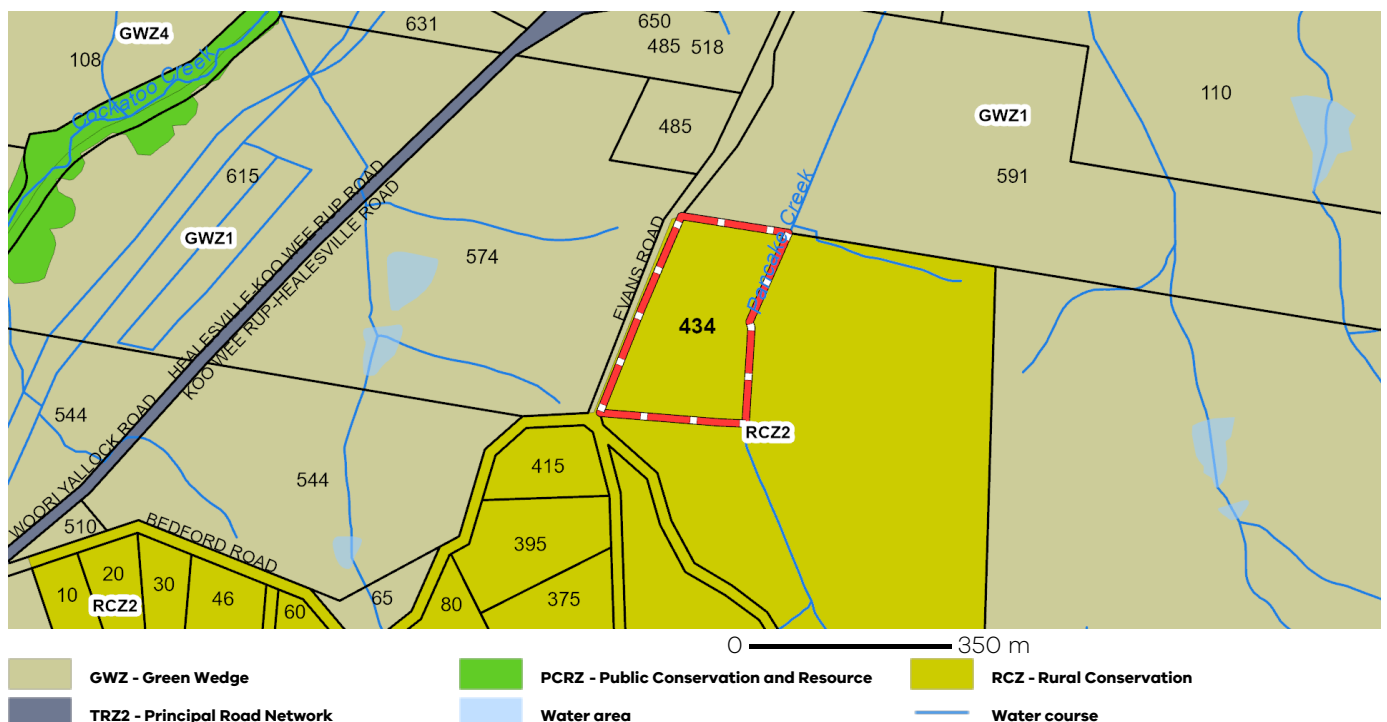 GWZ4
631
650
485 518
108
Cockatoo Creek
110
485
GWZ1
591
615
HEALESVILLE-KOO WEE RUP ROAD
KOO WEE RUP-HEALESVILLE ROAD
GWZ1
574
EVANS ROAD
Pancake Creek
434
RCZ2
544
WOORI YALLOCK ROAD
544
415
510
BEDFORD ROAD
395
10
20
30
46
60
65
80
375
RCZ2
0 350 m
GWZ - Green Wedge
PCRZ - Public Conservation and Resource
RCZ - Rural Conservation
TRZ2 - Principal Road Network
Water area
Water course